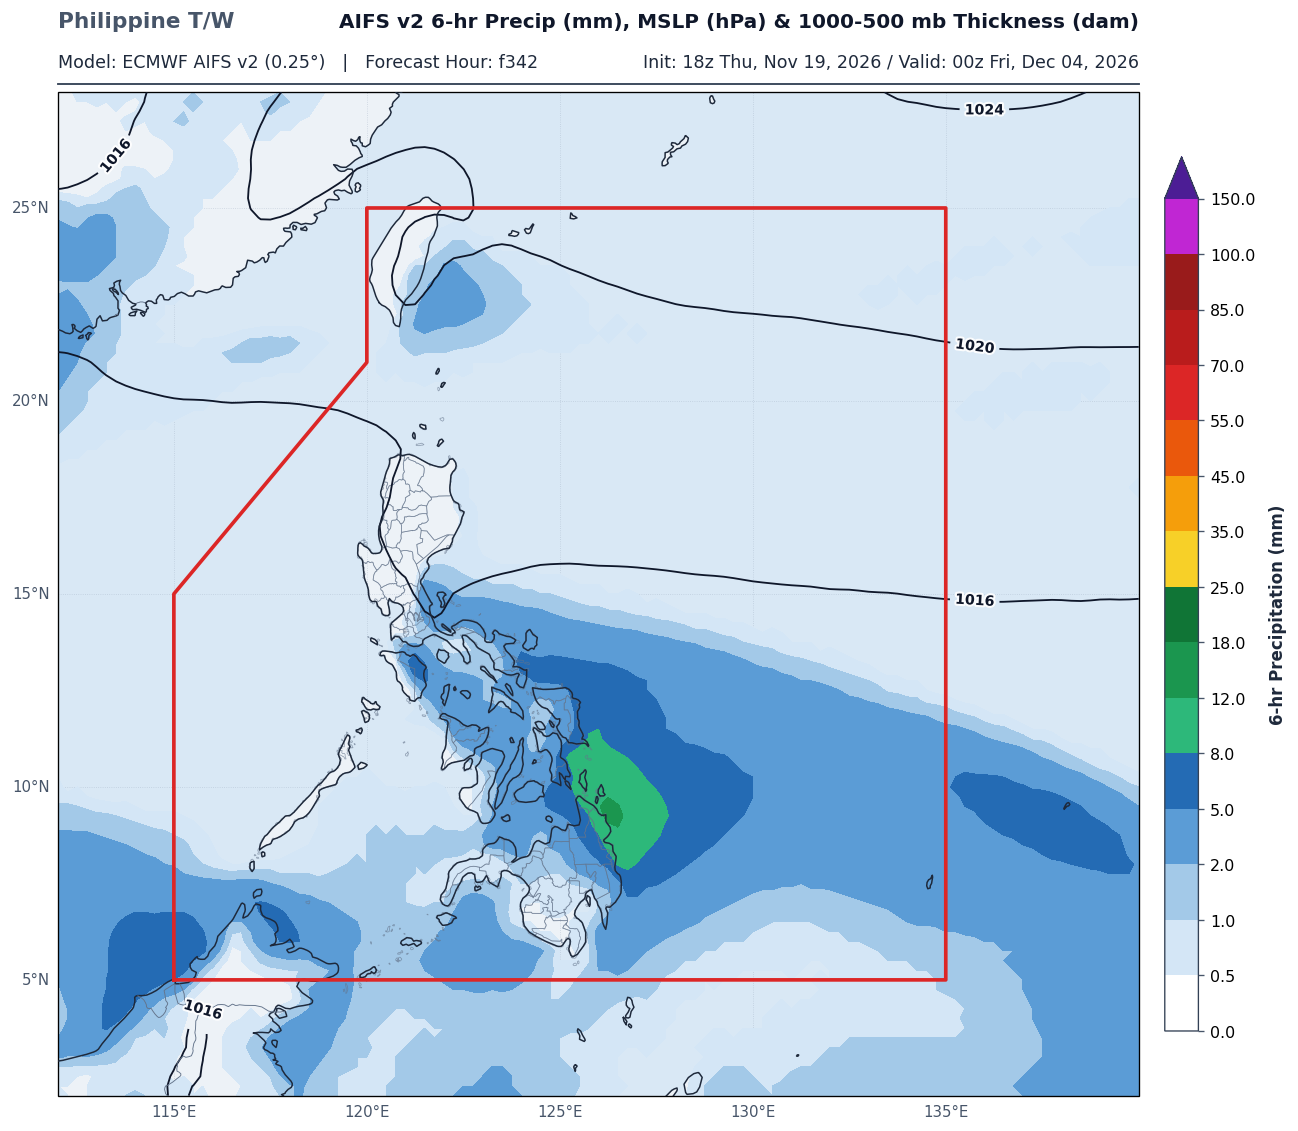 Philippine T/W
AIFS v2 6-hr Precip (mm), MSLP (hPa) & 1000-500 mb Thickness (dam)
Model: ECMWF AIFS v2 (0.25°) | Forecast Hour: f342
Init: 18z Thu, Nov 19, 2026 / Valid: 00z Fri, Dec 04, 2026
1024
1016
1020
1016
1016
25°N
20°N
15°N
10°N
5°N
115°E
120°E
125°E
130°E
135°E
150.0
100.0
85.0
70.0
55.0
45.0
35.0
25.0
18.0
12.0
8.0
5.0
2.0
1.0
0.5
0.0
6-hr Precipitation (mm)